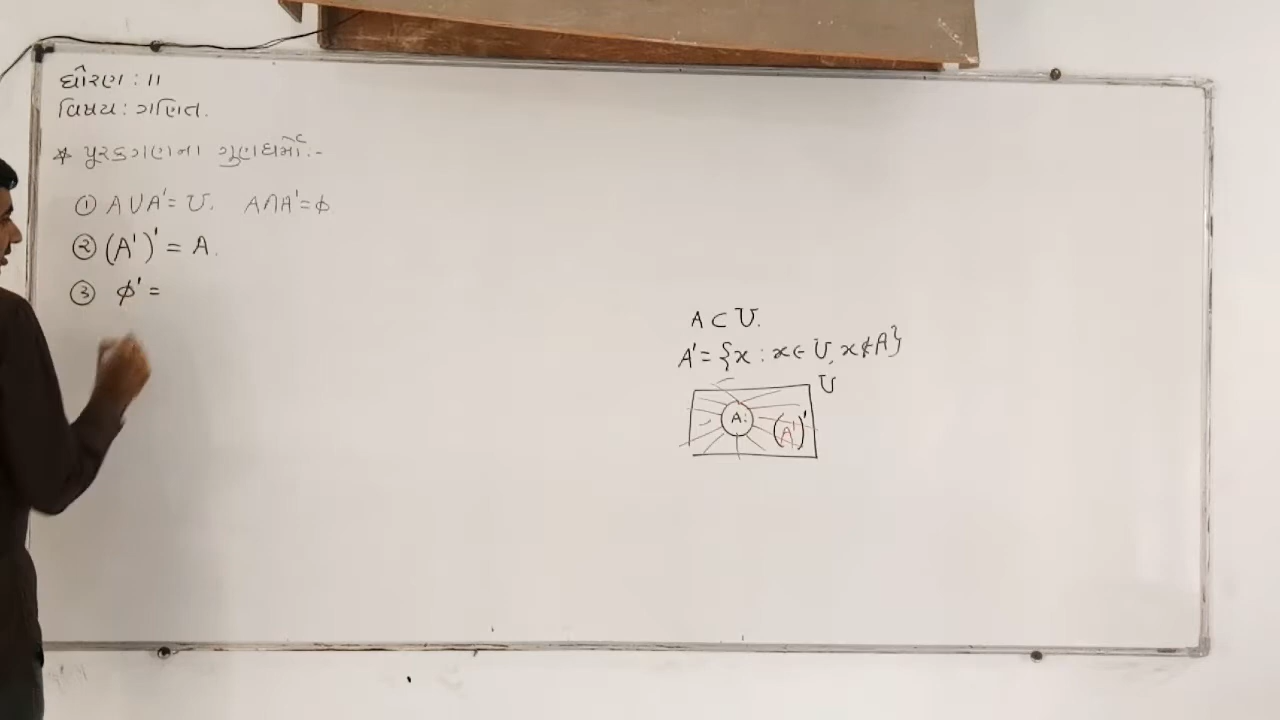 ધોરણ : 11
વિષય : ગણિત.
* પૂરકગણના ગુણધર્મો :-
① A∪A' = U. A∩A' = ϕ
② (A')' = A.
③ ϕ' =
A ⊂ U.
A' = {x : x ∈ U, x ∉ A}
U
A (A')'